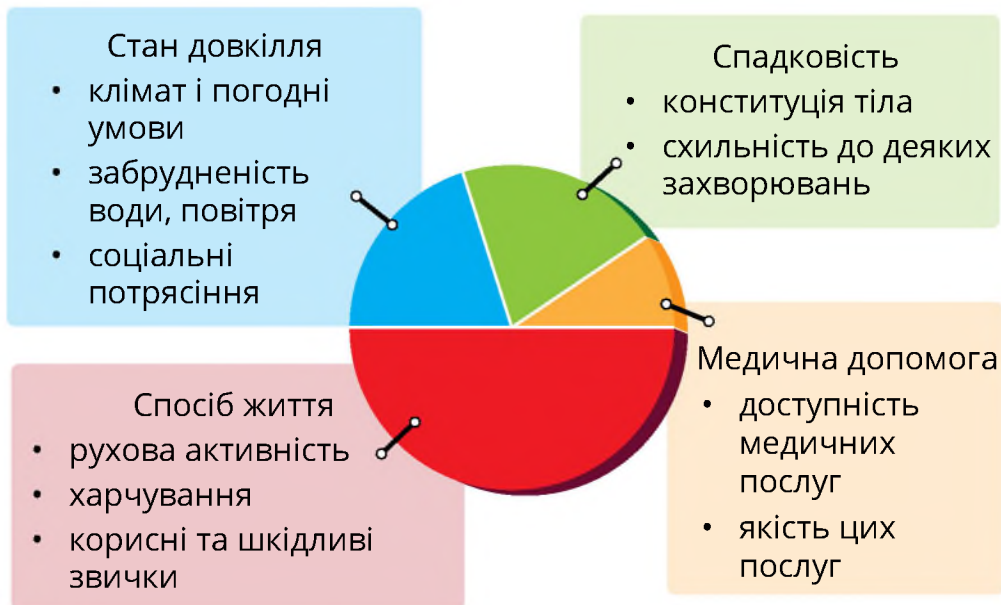 Стан довкілля
• клімат і погодні
умови
• забрудненість
води, повітря
• соціальні
потрясіння
Спадковість
• конституція тіла
• схильність до деяких
захворювань
Спосіб життя
• рухова активність
• харчування
• корисні та шкідливі
звички
Медична допомога
• доступність
медичних
послуг
• якість цих
послуг